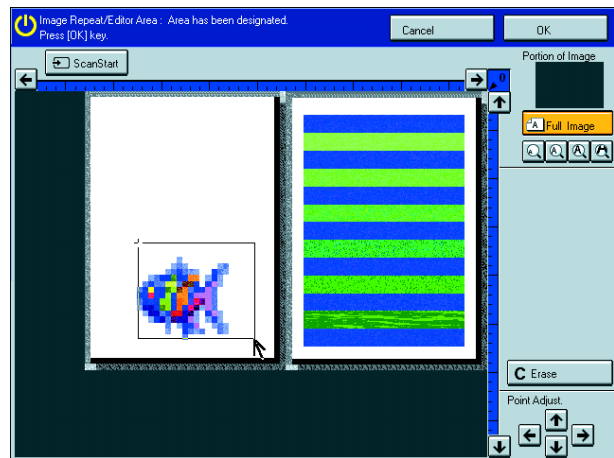 Image Repeat/Editor Area : Area has been designated.
Press [OK] key.
Cancel
OK
ScanStart
Portion of Image
0
A Full Image
A A A A
C Erase
Point Adjust.